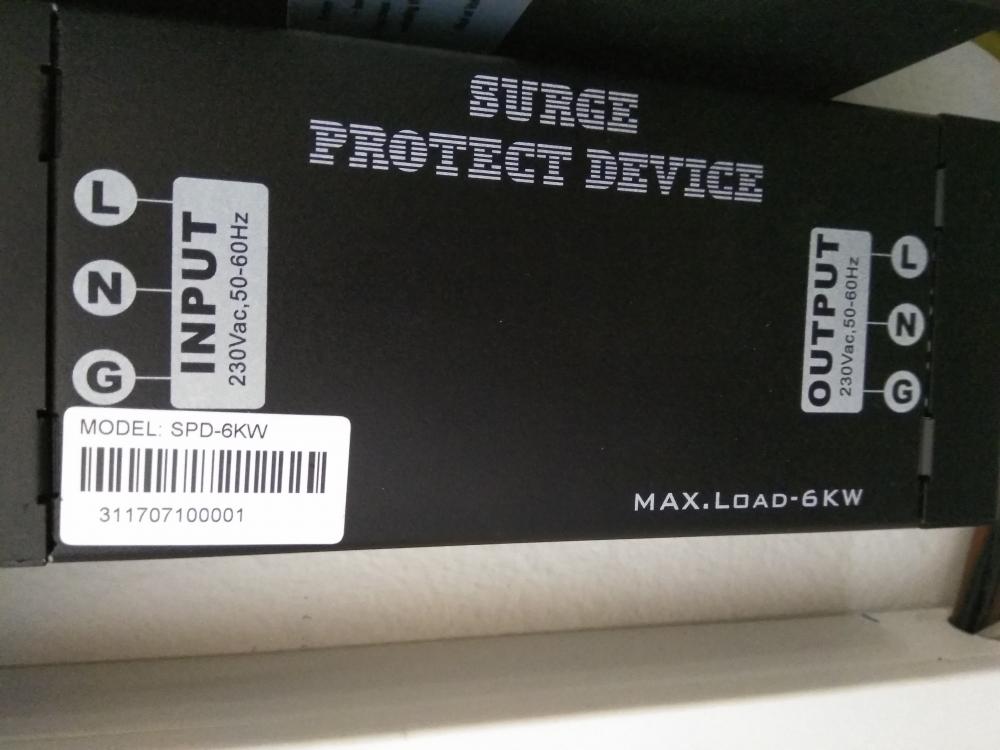 SURGE
PROTECT DEVICE
L
N
G
INPUT
230Vac,50-60Hz
OUTPUT
230Vac,50-60Hz
L
N
G
MODEL: SPD-6KW
311707100001
MAX.LOAD-6KW